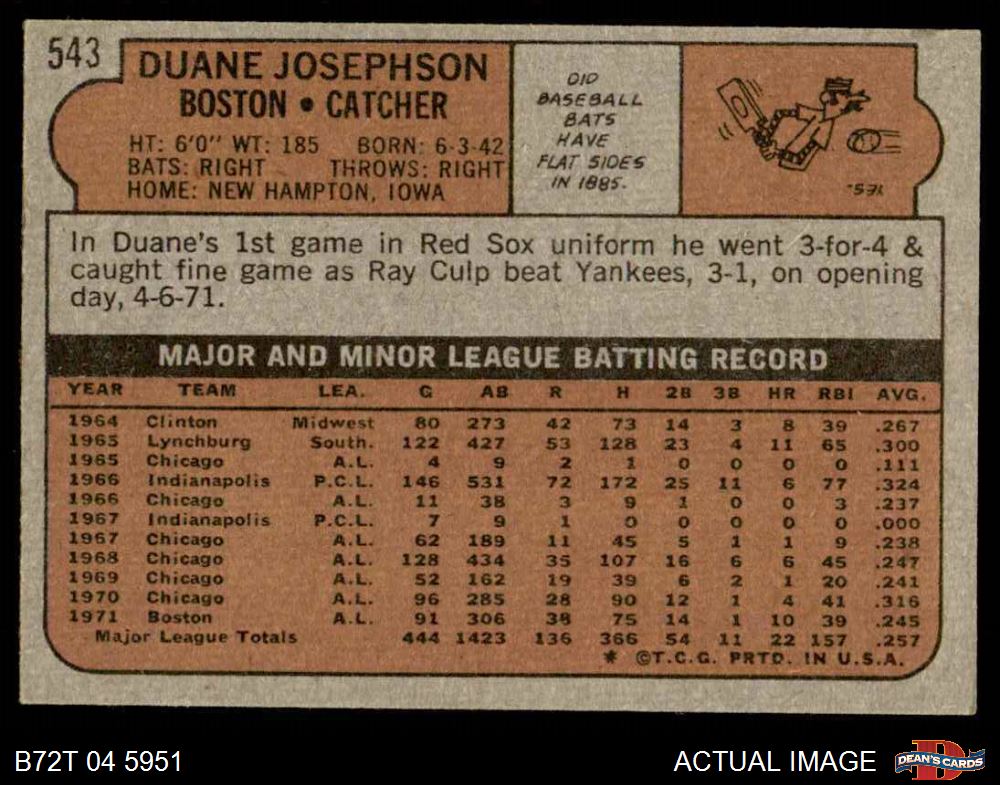 543
DUANE JOSEPHSON
BOSTON • CATCHER
HT: 6'0" WT: 185 BORN: 6-3-42
BATS: RIGHT THROWS: RIGHT
HOME: NEW HAMPTON, IOWA
DID
BASEBALL
BATS
HAVE
FLAT SIDES
IN 1885.
YES.
In Duane's 1st game in Red Sox uniform he went 3-for-4 &
caught fine game as Ray Culp beat Yankees, 3-1, on opening
day, 4-6-71.
MAJOR AND MINOR LEAGUE BATTING RECORD
YEAR TEAM LEA. G AB R H 2B 3B HR RBI AVG.
1964 Clinton Midwest 80 273 42 73 14 3 8 39 .267
1965 Lynchburg South. 122 427 53 128 23 4 11 65 .300
1965 Chicago A.L. 4 9 2 1 0 0 0 0 .111
1966 Indianapolis P.C.L. 146 531 72 172 25 11 6 77 .324
1966 Chicago A.L. 11 38 3 9 1 0 0 3 .237
1967 Indianapolis P.C.L. 7 9 1 0 0 0 0 0 .000
1967 Chicago A.L. 62 189 11 45 5 1 1 9 .238
1968 Chicago A.L. 128 434 35 107 16 6 6 45 .247
1969 Chicago A.L. 52 162 19 39 6 2 1 20 .241
1970 Chicago A.L. 96 285 28 90 12 1 4 41 .316
1971 Boston A.L. 91 306 38 75 14 1 10 39 .245
Major League Totals 444 1423 136 366 54 11 22 157 .257
* ©T.C.G. PRTD. IN U.S.A.
B72T 04 5951
ACTUAL IMAGE
DEAN'S CARDS